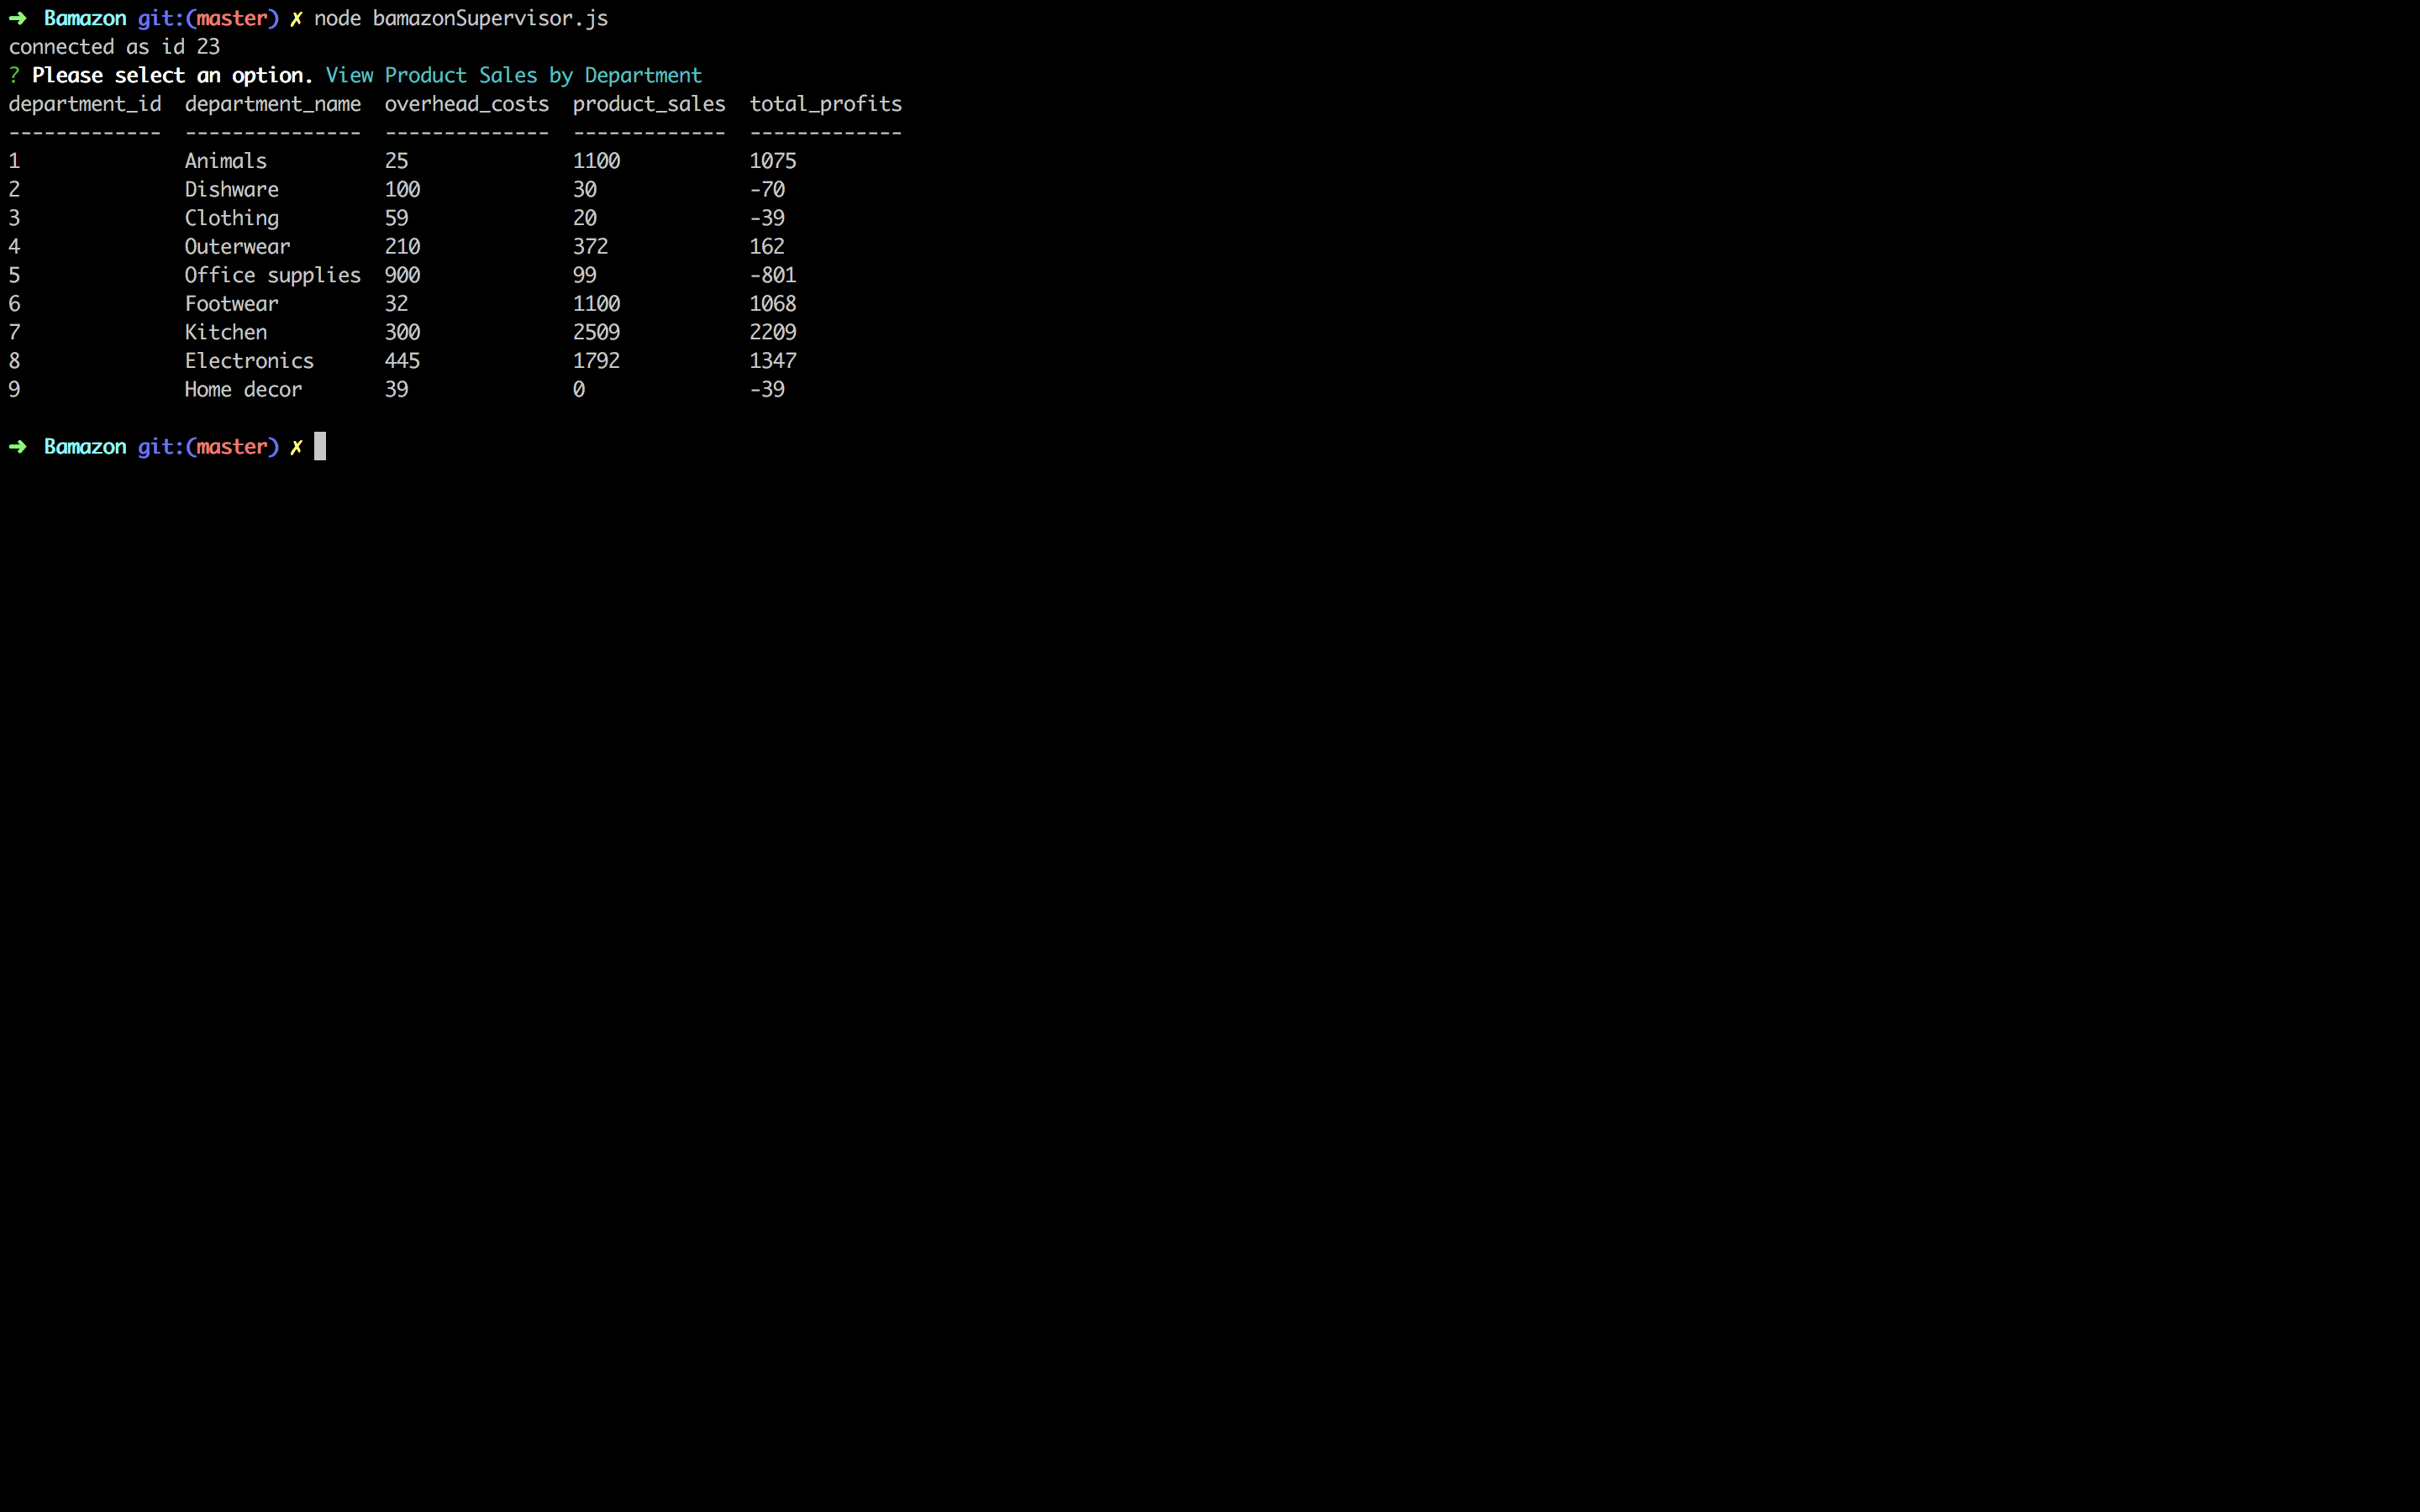 ➜ Bamazon git:(master) ✗ node bamazonSupervisor.js
connected as id 23
? Please select an option. View Product Sales by Department
department_id  department_name  overhead_costs  product_sales  total_profits
-------------  ---------------  --------------  -------------  -------------
1              Animals          25              1100           1075
2              Dishware         100             30             -70
3              Clothing         59              20             -39
4              Outerwear        210             372            162
5              Office supplies  900             99             -801
6              Footwear         32              1100           1068
7              Kitchen          300             2509           2209
8              Electronics      445             1792           1347
9              Home decor       39              0              -39
➜ Bamazon git:(master) ✗